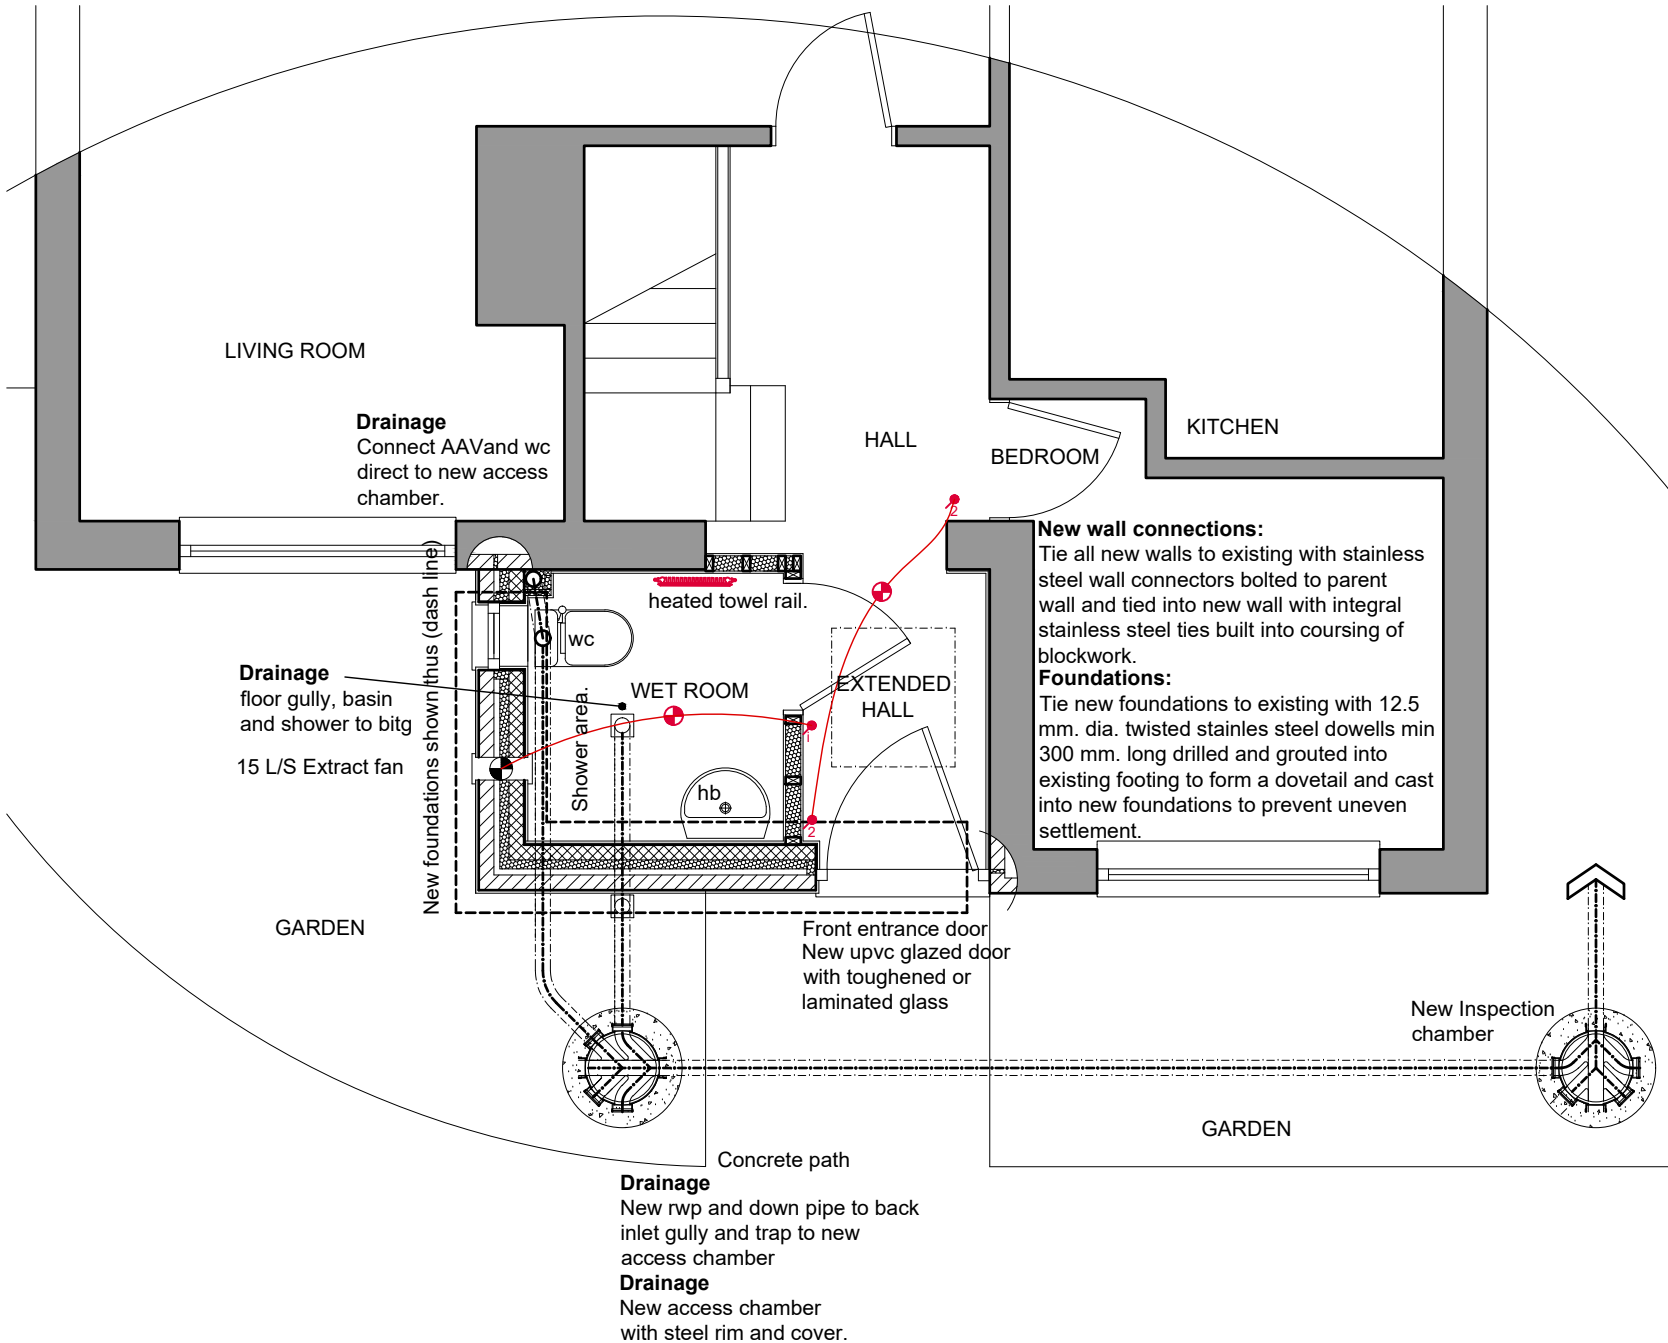 LIVING ROOM
Drainage
Connect AAVand wc
direct to new access
chamber.
HALL
BEDROOM
KITCHEN
2
New wall connections:
Tie all new walls to existing with stainless
steel wall connectors bolted to parent
wall and tied into new wall with integral
stainless steel ties built into coursing of
blockwork.
Foundations:
Tie new foundations to existing with 12.5
mm. dia. twisted stainles steel dowells min
300 mm. long drilled and grouted into
existing footing to form a dovetail and cast
into new foundations to prevent uneven
settlement.
New foundations shown thus (dash line)
heated towel rail.
wc
Drainage
floor gully, basin
and shower to bitg
15 L/S Extract fan
WET ROOM
Shower area.
EXTENDED
HALL
1
hb
2
GARDEN
Front entrance door
New upvc glazed door
with toughened or
laminated glass
New Inspection
chamber
GARDEN
Concrete path
Drainage
New rwp and down pipe to back
inlet gully and trap to new
access chamber
Drainage
New access chamber
with steel rim and cover.